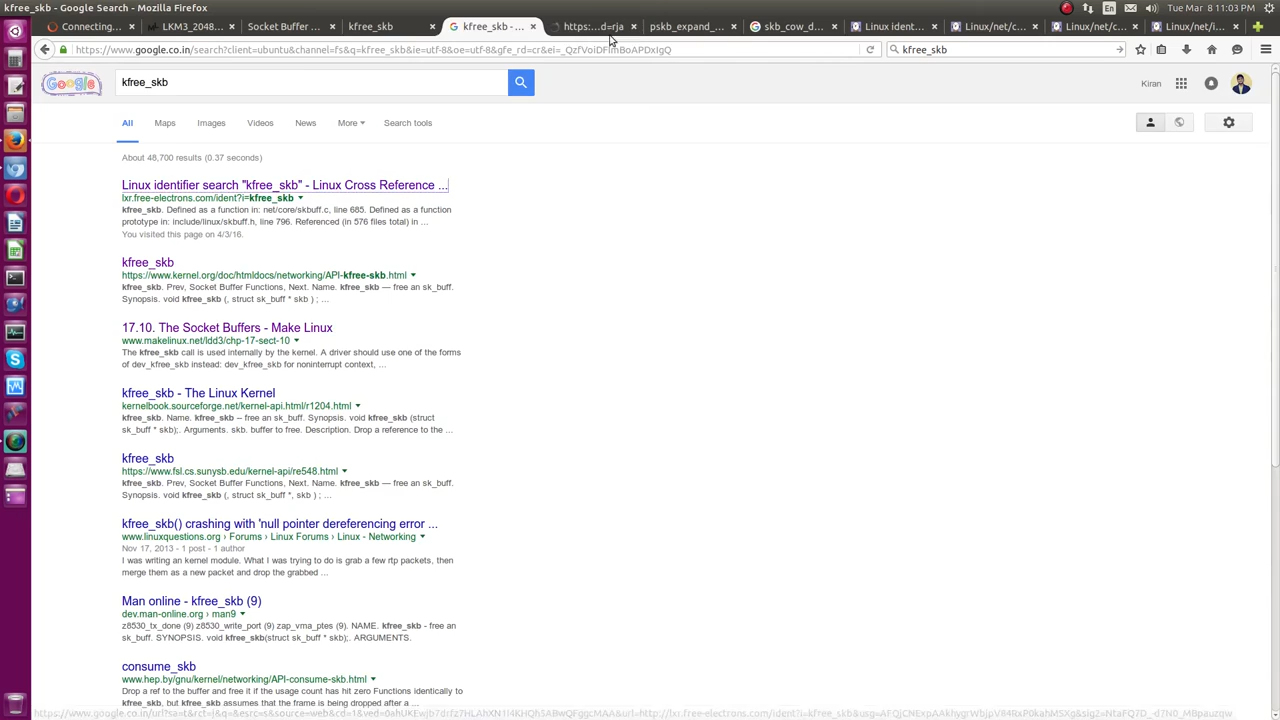 kfree_skb - Google Search - Mozilla Firefox
Mar 8 11:03 PM
Connecting...
LKM3_2048...
Socket Buffer ...
kfree_skb
kfree_skb - ...
https:...d=rja
pskb_expand_...
skb_cow_d...
Linux ident...
Linux/net/c...
Linux/net/c...
Linux/net/i...
kfree_skb
Google
kfree_skb
Kiran
All
Maps
Images
Videos
News
More
Search tools
About 48,700 results (0.37 seconds)
Linux identifier search "kfree_skb" - Linux Cross Reference ...
lxr.free-electrons.com/ident?i=kfree_skb
kfree_skb. Defined as a function in: net/core/skbuff.c, line 685. Defined as a function
prototype in: include/linux/skbuff.h, line 796. Referenced (in 576 files total) in ...
You visited this page on 4/3/16.
kfree_skb
https://www.kernel.org/doc/htmldocs/networking/API-kfree-skb.html
kfree_skb. Prev, Socket Buffer Functions, Next. Name. kfree_skb — free an sk_buff.
Synopsis. void kfree_skb (, struct sk_buff * skb ) ; ...
17.10. The Socket Buffers - Make Linux
www.makelinux.net/ldd3/chp-17-sect-10
The kfree_skb call is used internally by the kernel. A driver should use one of the forms
of dev_kfree_skb instead: dev_kfree_skb for noninterrupt context, ...
kfree_skb - The Linux Kernel
kernelbook.sourceforge.net/kernel-api.html/r1204.html
kfree_skb. Name. kfree_skb -- free an sk_buff. Synopsis. void kfree_skb (struct
sk_buff * skb);. Arguments. skb. buffer to free. Description. Drop a reference to the ...
kfree_skb
https://www.fsl.cs.sunysb.edu/kernel-api/re548.html
kfree_skb. Name. kfree_skb — free an sk_buff.
Synopsis. void kfree_skb (, struct sk_buff *, skb ) ; ...
kfree_skb() crashing with 'null pointer dereferencing error ...
www.linuxquestions.org › Forums › Linux Forums › Linux - Networking
Nov 17, 2013 - 1 post - 1 author
I was writing an kernel module. What I was trying to do is grab a few rtp packets, then
merge them as a new packet and drop the grabbed ...
Man online - kfree_skb (9)
dev.man-online.org › man9
z8530_tx_done (9) z8530_write_port (9) zap_vma_ptes (9). NAME. kfree_skb - free an
sk_buff. SYNOPSIS. void kfree_skb(struct sk_buff * skb);. ARGUMENTS.
consume_skb
www.hep.by/gnu/kernel/networking/API-consume-skb.html
Drop a ref to the buffer and free it if the usage count has hit zero Functions identically to
kfree_skb, but kfree_skb assumes that the frame is being dropped after a ...